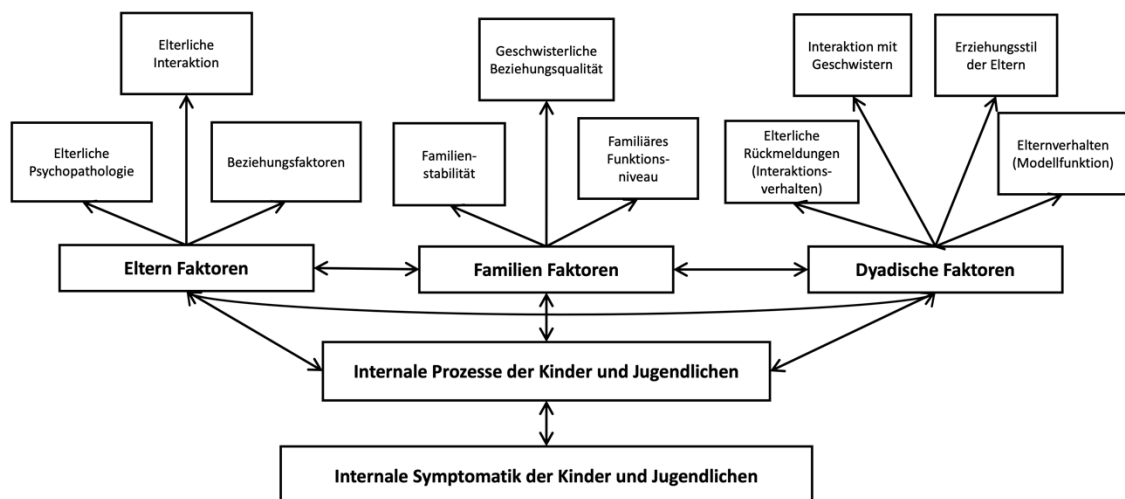 Elterliche
Interaktion
Geschwisterliche
Beziehungsqualität
Interaktion mit
Geschwistern
Erziehungsstil
der Eltern
Elterliche
Psychopathologie
Beziehungsfaktoren
Familien-
stabilität
Familiäres
Funktions-
niveau
Elterliche
Rückmeldungen
(Interaktions-
verhalten)
Elternverhalten
(Modellfunktion)
Eltern Faktoren
Familien Faktoren
Dyadische Faktoren
Internale Prozesse der Kinder und Jugendlichen
Internale Symptomatik der Kinder und Jugendlichen